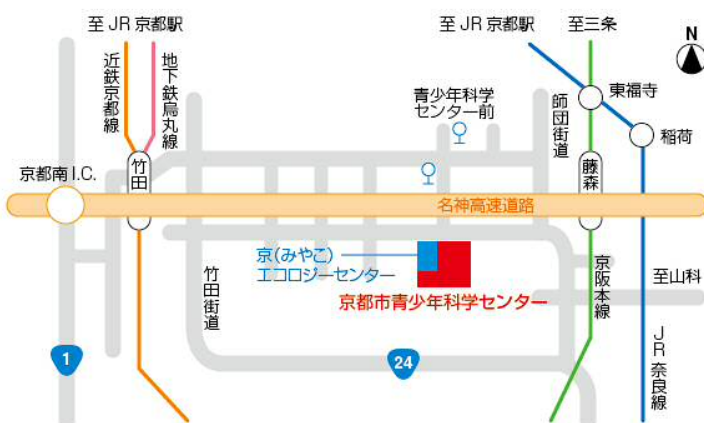 至 JR 京都駅
至 JR 京都駅
至三条
N
近鉄京都線
地下鉄烏丸線
青少年科学
センター前
師団街道
東福寺
稲荷
竹田
藤森
京都南 I.C.
名神高速道路
京(みやこ)
エコロジーセンター
京都市青少年科学センター
竹田街道
京阪本線
至山科
JR 奈良線
1
24